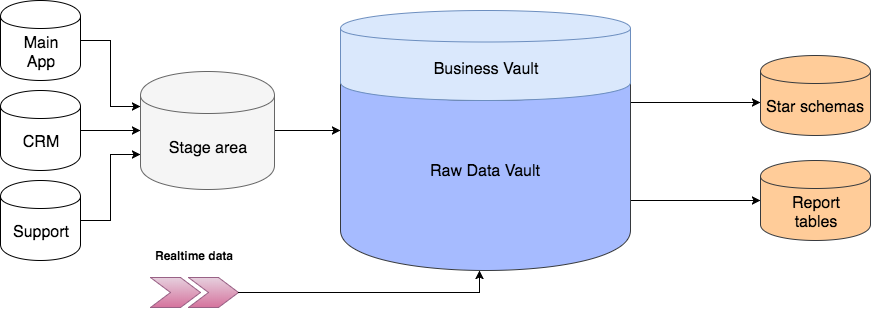 Main
App
CRM
Support
Stage area
Realtime data
Business Vault
Raw Data Vault
Star schemas
Report
tables